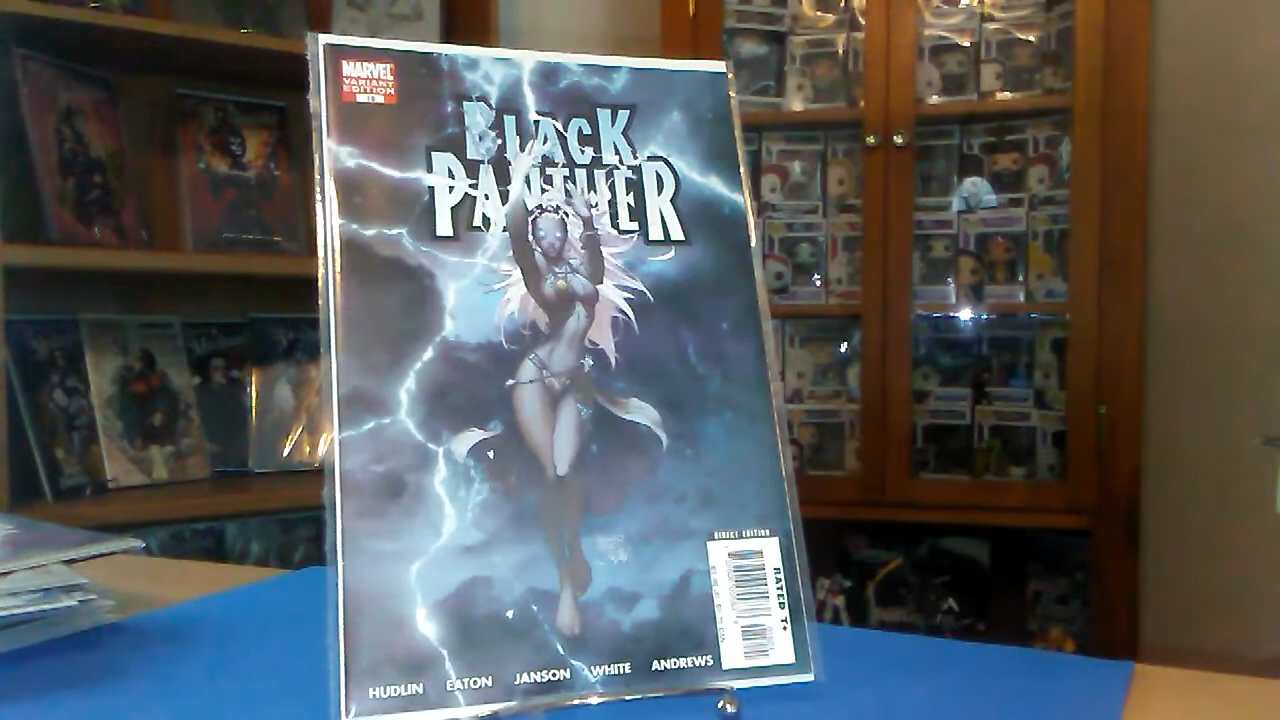 MARVEL
VARIANT
EDITION
BLACK
PANTHER
DIRECT EDITION
RATED T+
HUDLIN EATON JANSON WHITE ANDREWS